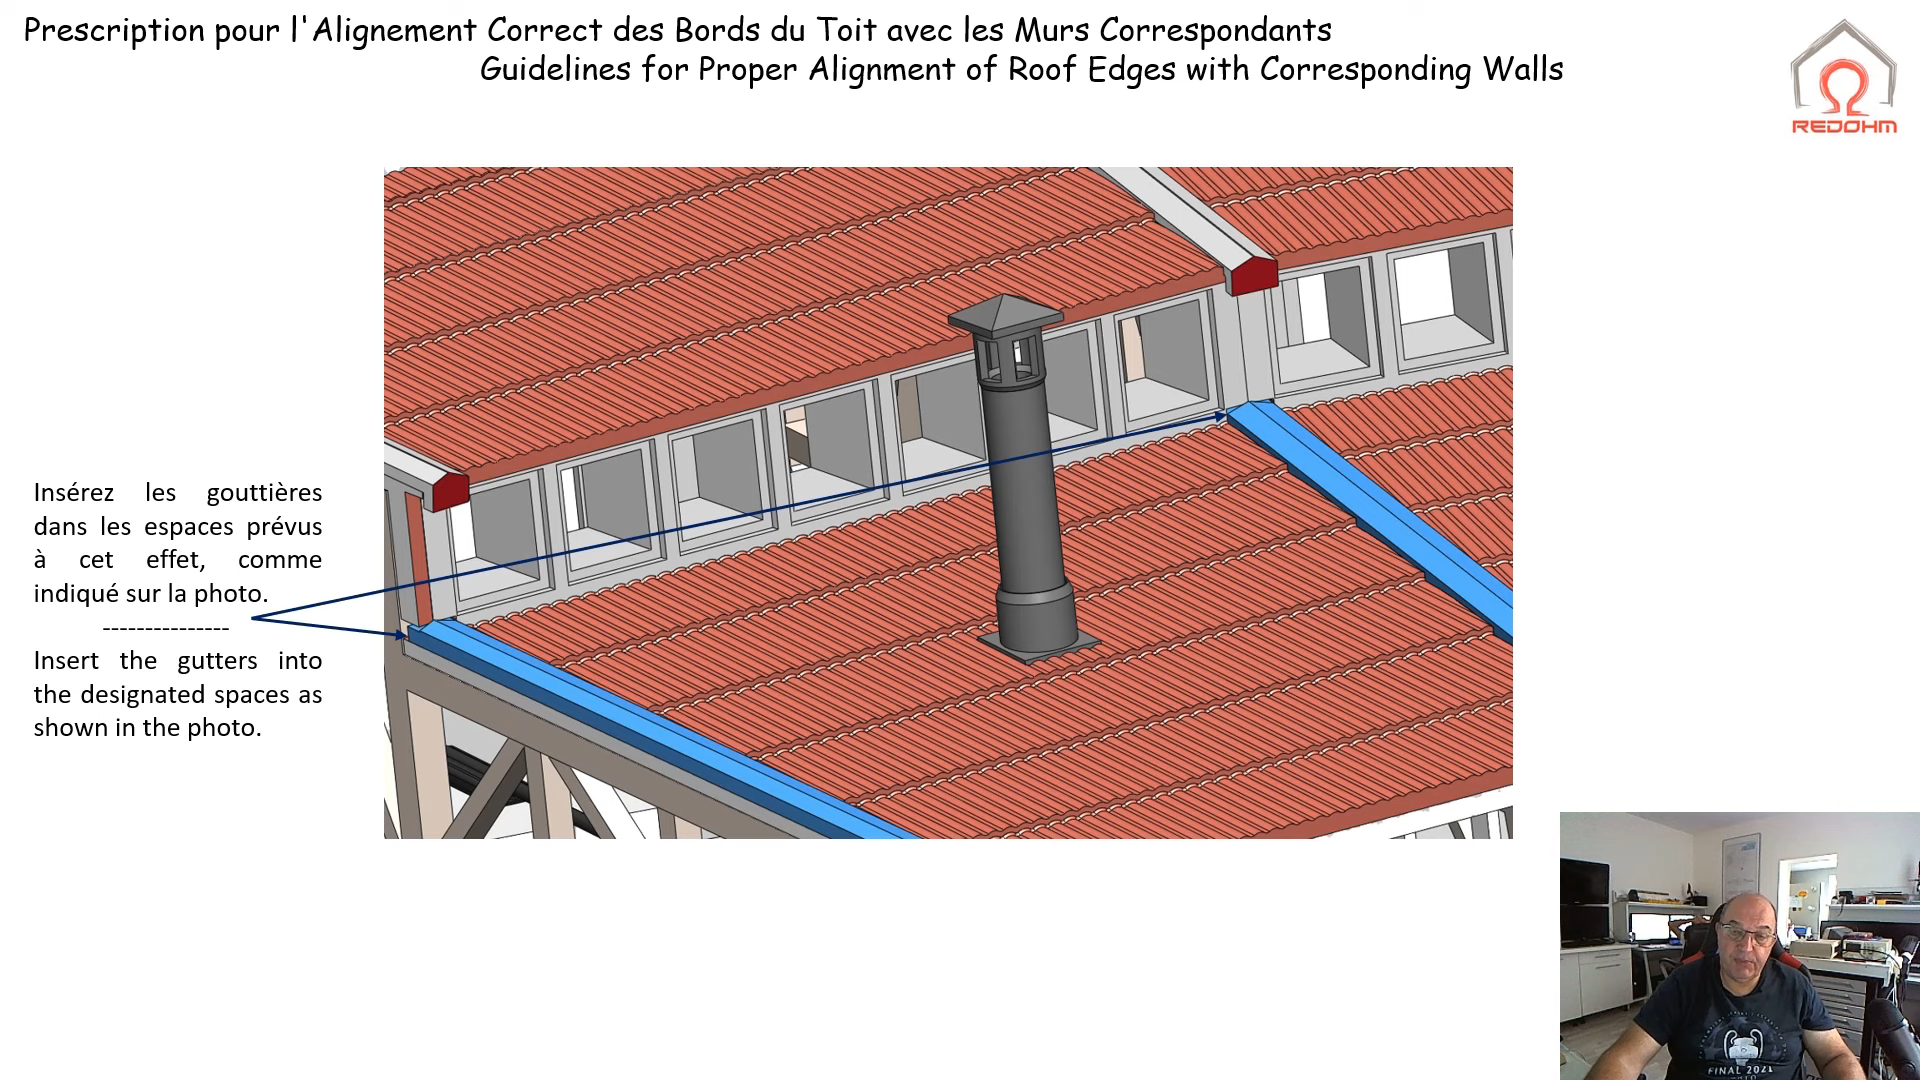 Prescription pour l'Alignement Correct des Bords du Toit avec les Murs Correspondants
Guidelines for Proper Alignment of Roof Edges with Corresponding Walls
REDOHM
Insérez les gouttières
dans les espaces prévus
à cet effet, comme
indiqué sur la photo.
---------------
Insert the gutters into
the designated spaces as
shown in the photo.
FINAL 2021